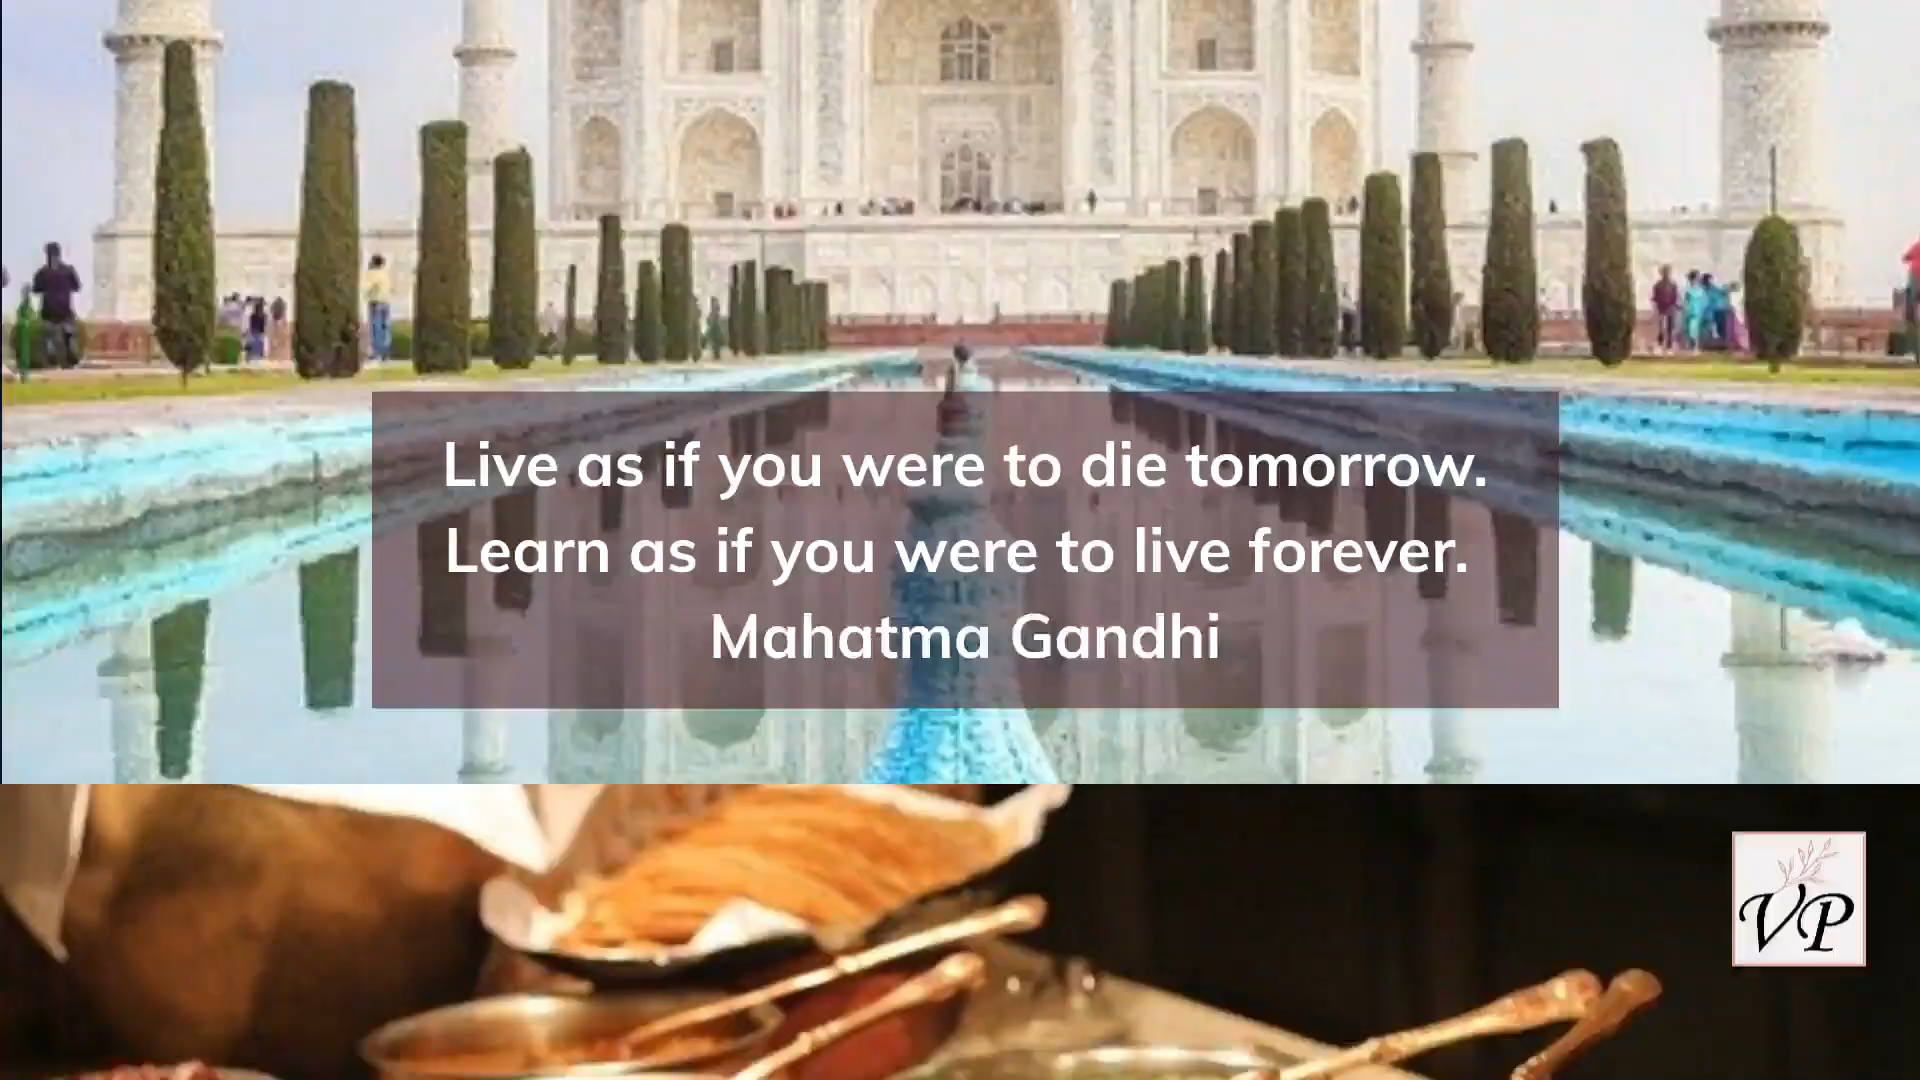 Live as if you were to die tomorrow.
Learn as if you were to live forever.
Mahatma Gandhi
VP